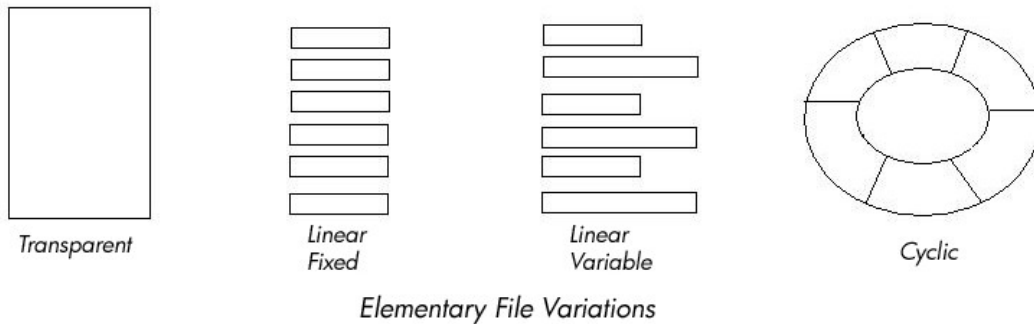 Transparent
Linear
Fixed
Linear
Variable
Cyclic
Elementary File Variations